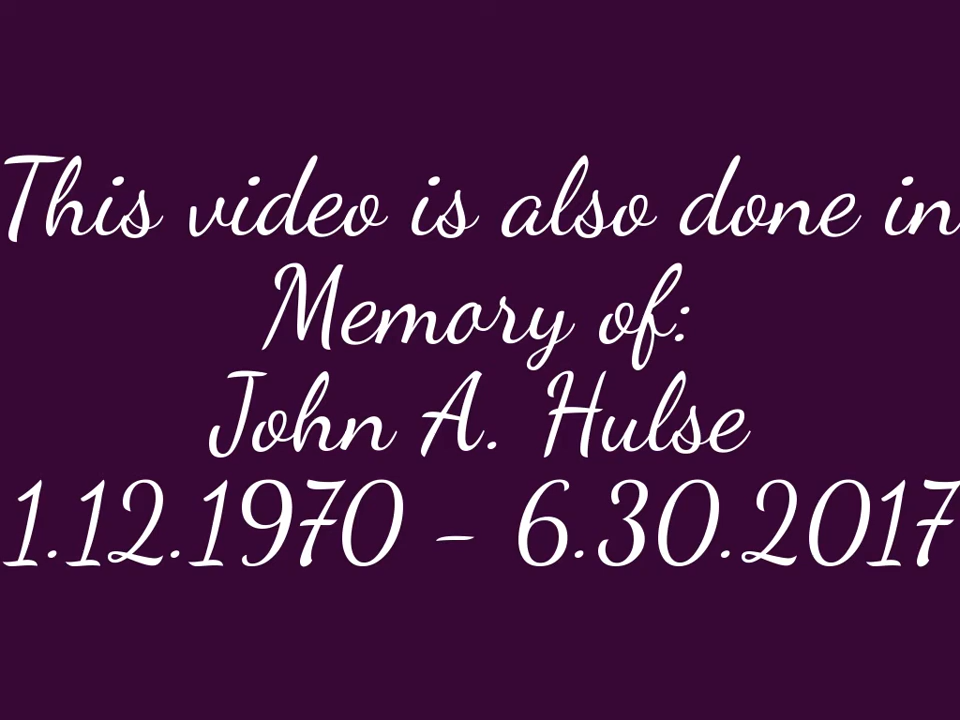 This video is also done in
Memory of:
John A. Hulse
1.12.1970 - 6.30.2017